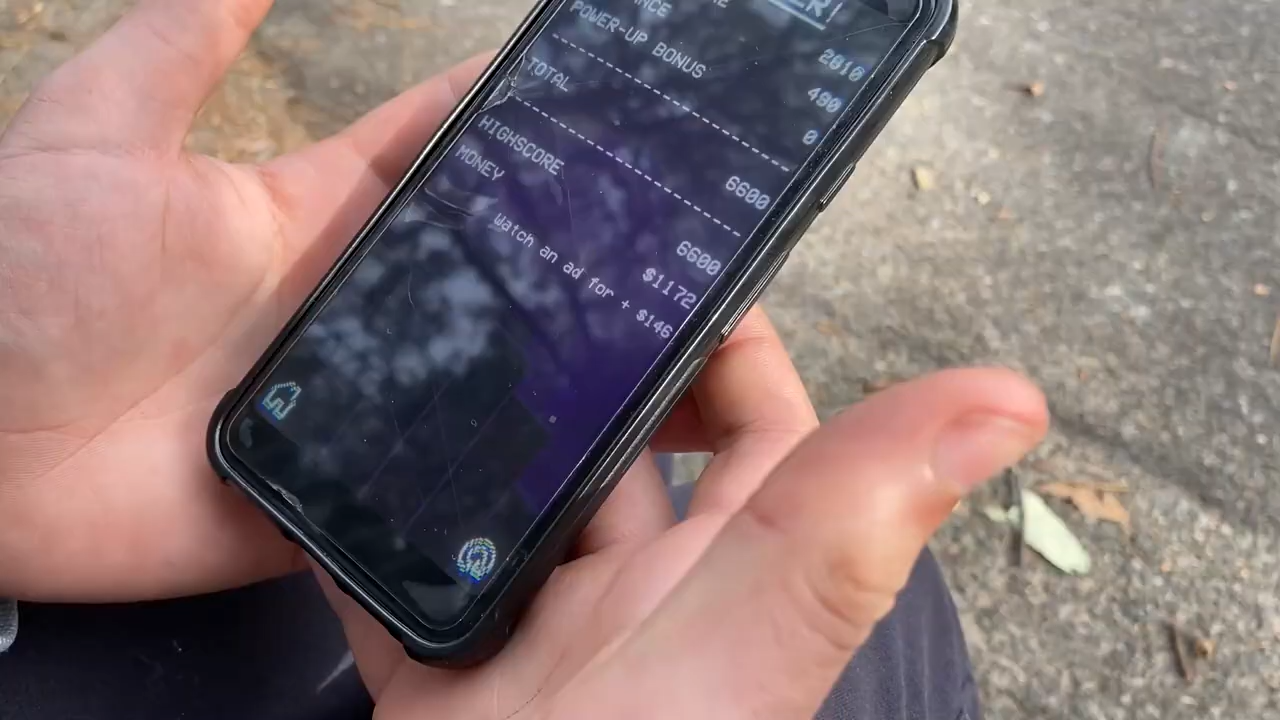 2010
490
POWER-UP BONUS 0
TOTAL 6600
HIGHSCORE 6600
MONEY $1172
Watch an ad for + $146